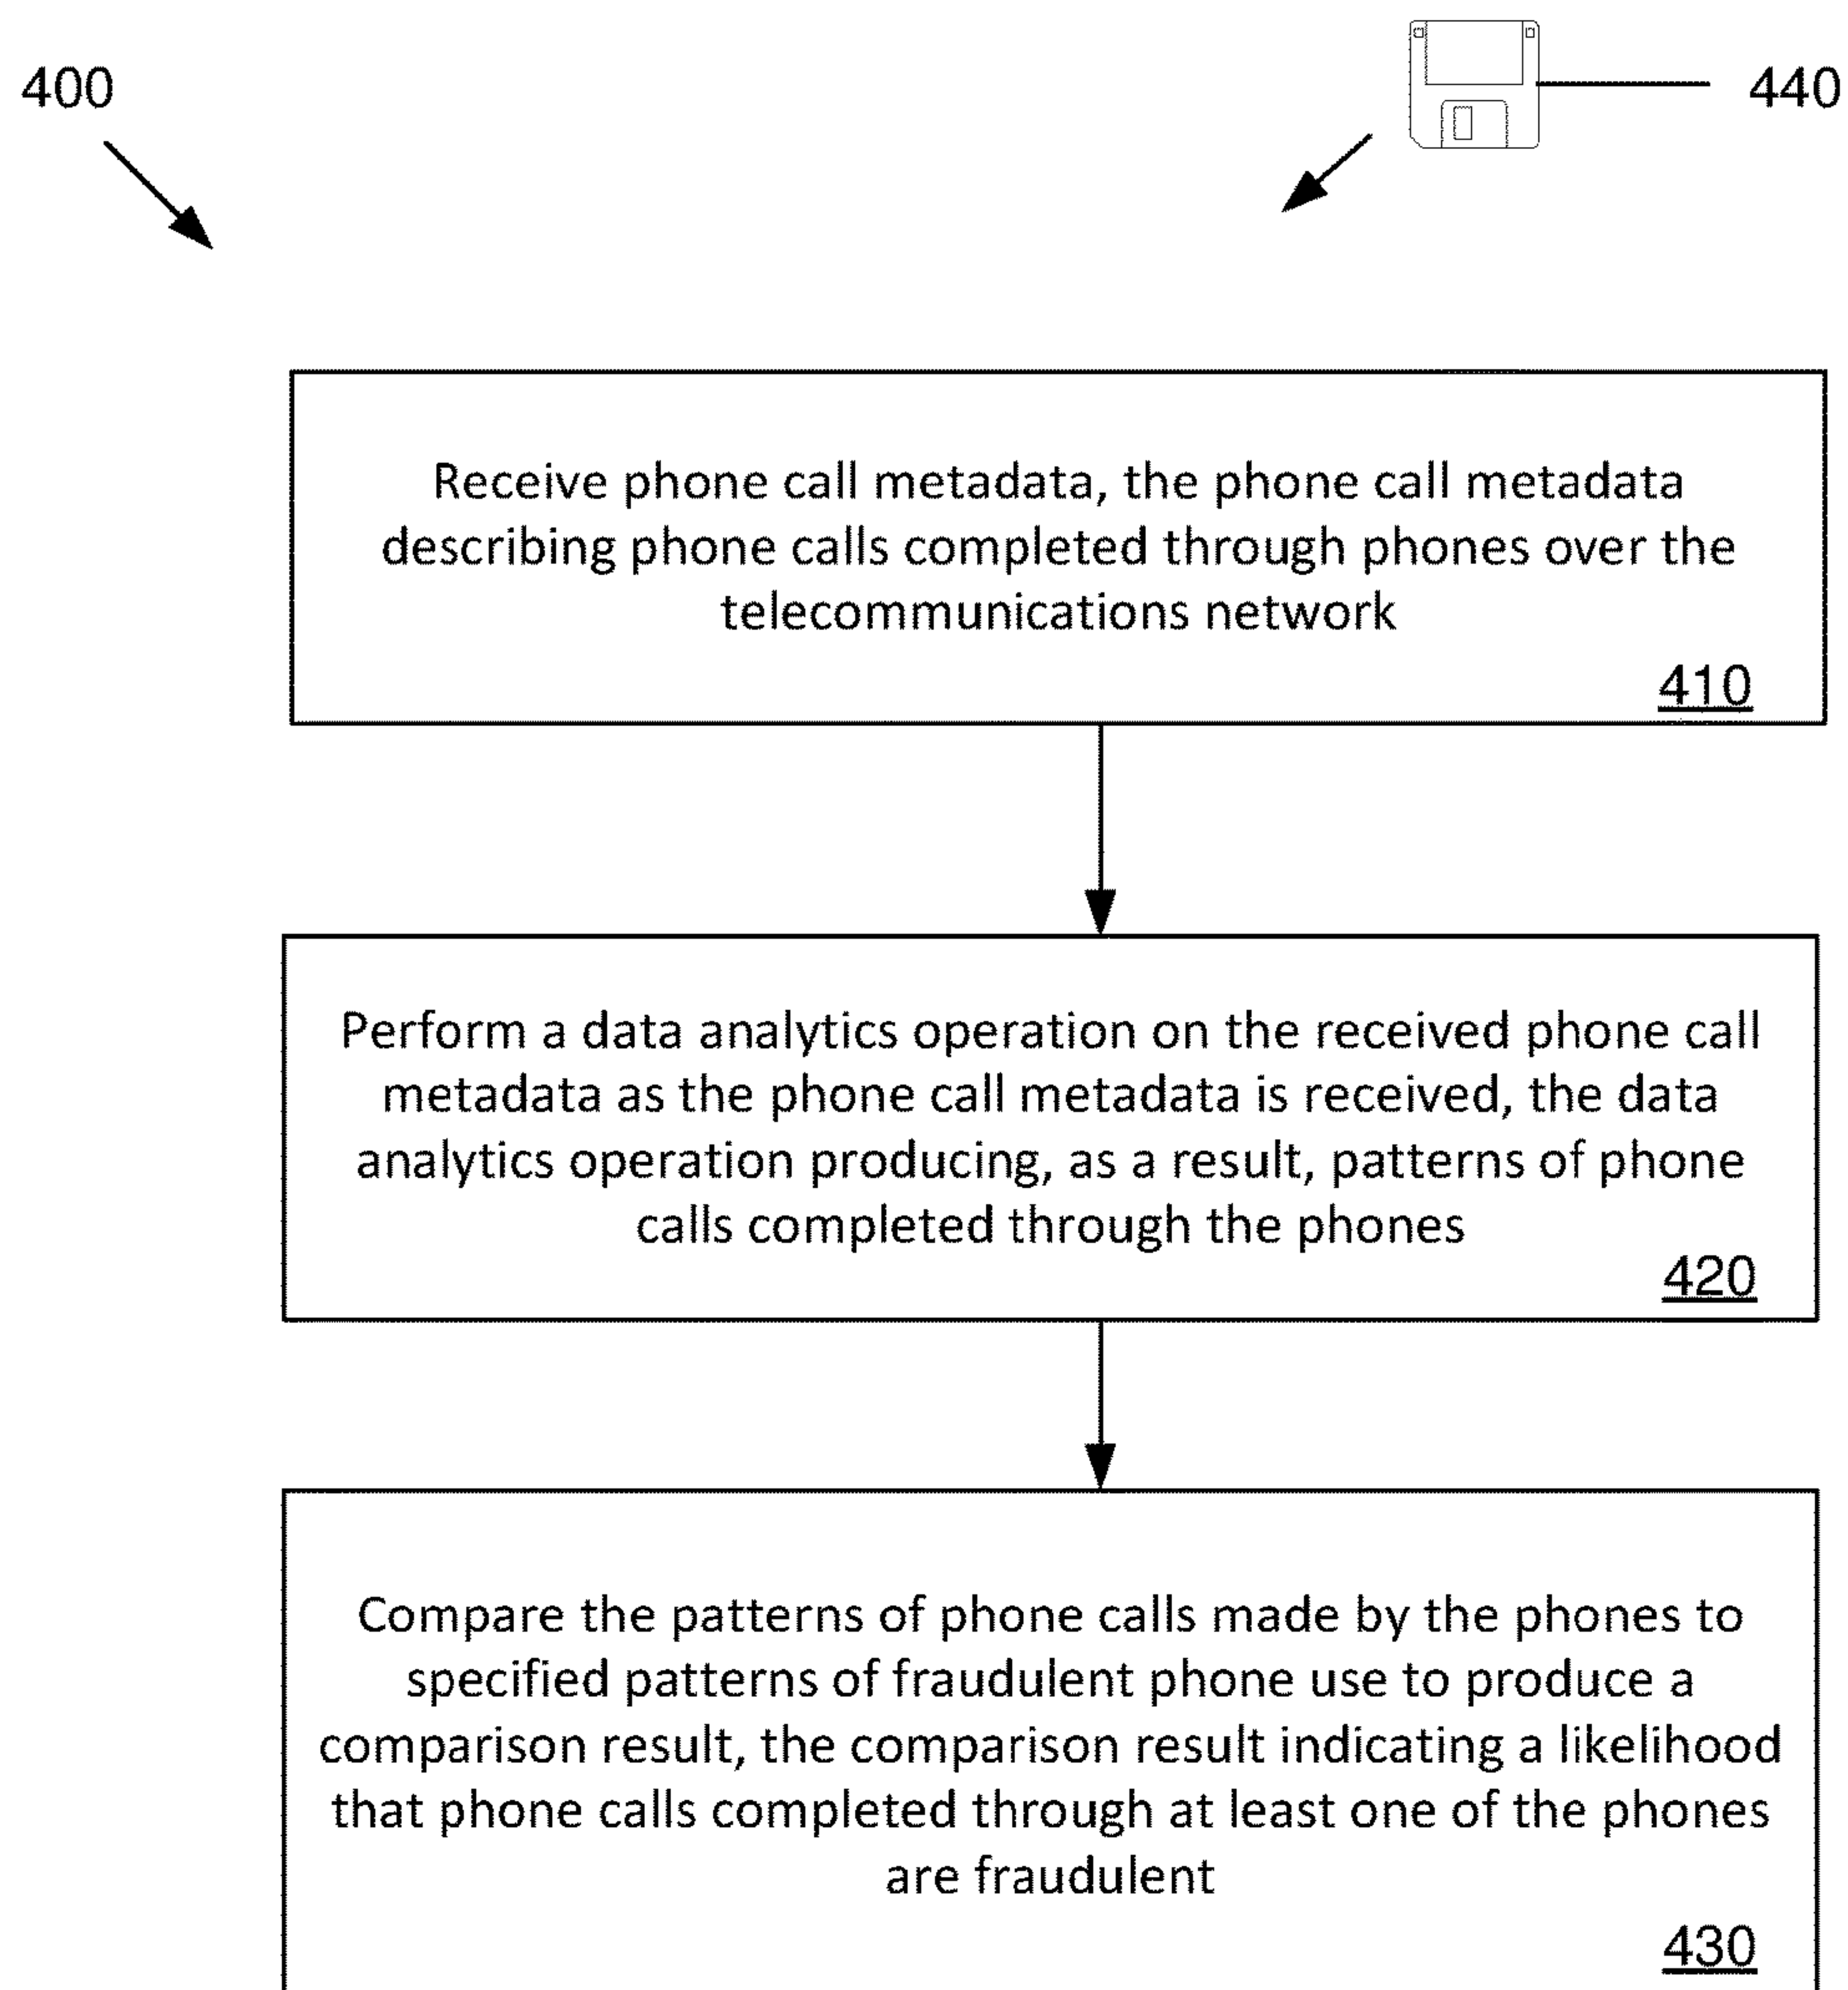 400
440
Receive phone call metadata, the phone call metadata
describing phone calls completed through phones over the
telecommunications network
410
Perform a data analytics operation on the received phone call
metadata as the phone call metadata is received, the data
analytics operation producing, as a result, patterns of phone
calls completed through the phones
420
Compare the patterns of phone calls made by the phones to
specified patterns of fraudulent phone use to produce a
comparison result, the comparison result indicating a likelihood
that phone calls completed through at least one of the phones
are fraudulent
430